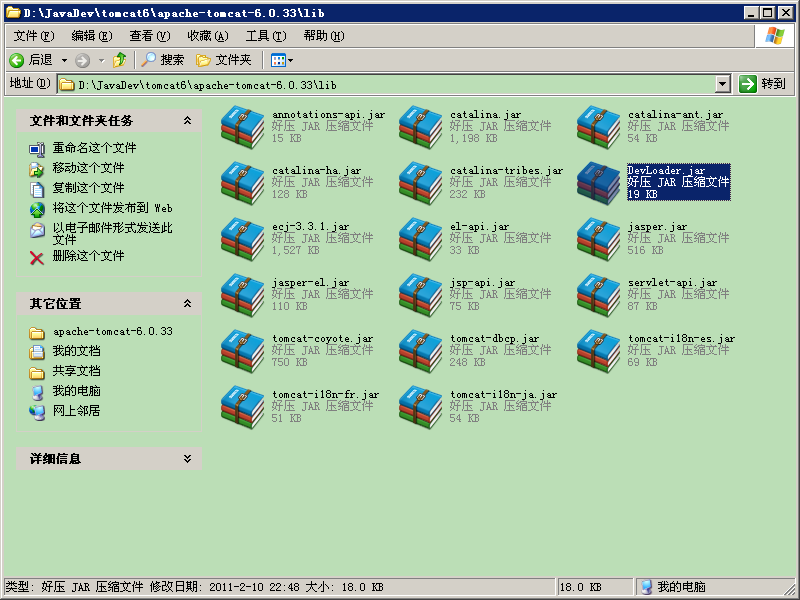 D:\JavaDev\tomcat6\apache-tomcat-6.0.33\lib
文件(F) 编辑(E) 查看(V) 收藏(A) 工具(T) 帮助(H)
后退 搜索 文件夹
地址(D) D:\JavaDev\tomcat6\apache-tomcat-6.0.33\lib 转到
文件和文件夹任务
重命名这个文件
移动这个文件
复制这个文件
将这个文件发布到 Web
以电子邮件形式发送此
文件
删除这个文件
其它位置
apache-tomcat-6.0.33
我的文档
共享文档
我的电脑
网上邻居
详细信息
annotations-api.jar
好压 JAR 压缩文件
15 KB
catalina.jar
好压 JAR 压缩文件
1,198 KB
catalina-ant.jar
好压 JAR 压缩文件
54 KB
catalina-ha.jar
好压 JAR 压缩文件
128 KB
catalina-tribes.jar
好压 JAR 压缩文件
232 KB
DevLoader.jar
好压 JAR 压缩文件
19 KB
ecj-3.3.1.jar
好压 JAR 压缩文件
1,527 KB
el-api.jar
好压 JAR 压缩文件
33 KB
jasper.jar
好压 JAR 压缩文件
516 KB
jasper-el.jar
好压 JAR 压缩文件
110 KB
jsp-api.jar
好压 JAR 压缩文件
75 KB
servlet-api.jar
好压 JAR 压缩文件
87 KB
tomcat-coyote.jar
好压 JAR 压缩文件
750 KB
tomcat-dbcp.jar
好压 JAR 压缩文件
248 KB
tomcat-i18n-es.jar
好压 JAR 压缩文件
69 KB
tomcat-i18n-fr.jar
好压 JAR 压缩文件
51 KB
tomcat-i18n-ja.jar
好压 JAR 压缩文件
54 KB
类型: 好压 JAR 压缩文件 修改日期: 2011-2-10 22:48 大小: 18.0 KB 18.0 KB 我的电脑